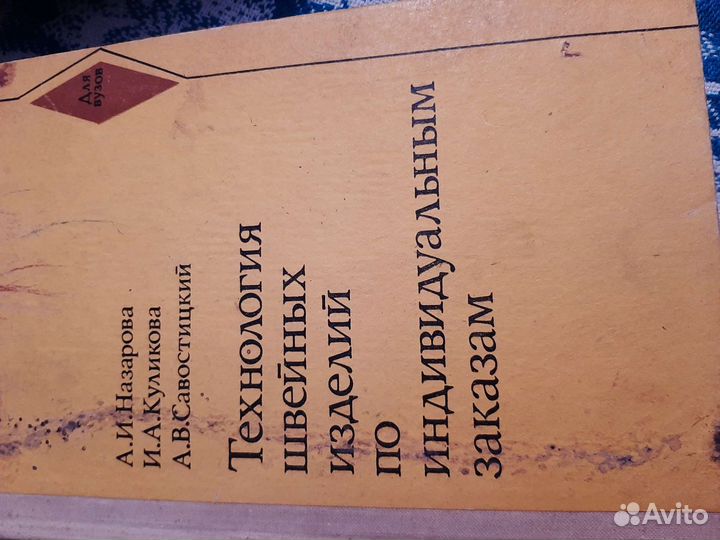 Для
вузов
А.И.Назарова
И.А.Куликова
А.В.Савостицкий
Технология
швейных
изделий
по
индивидуальным
заказам
Avito